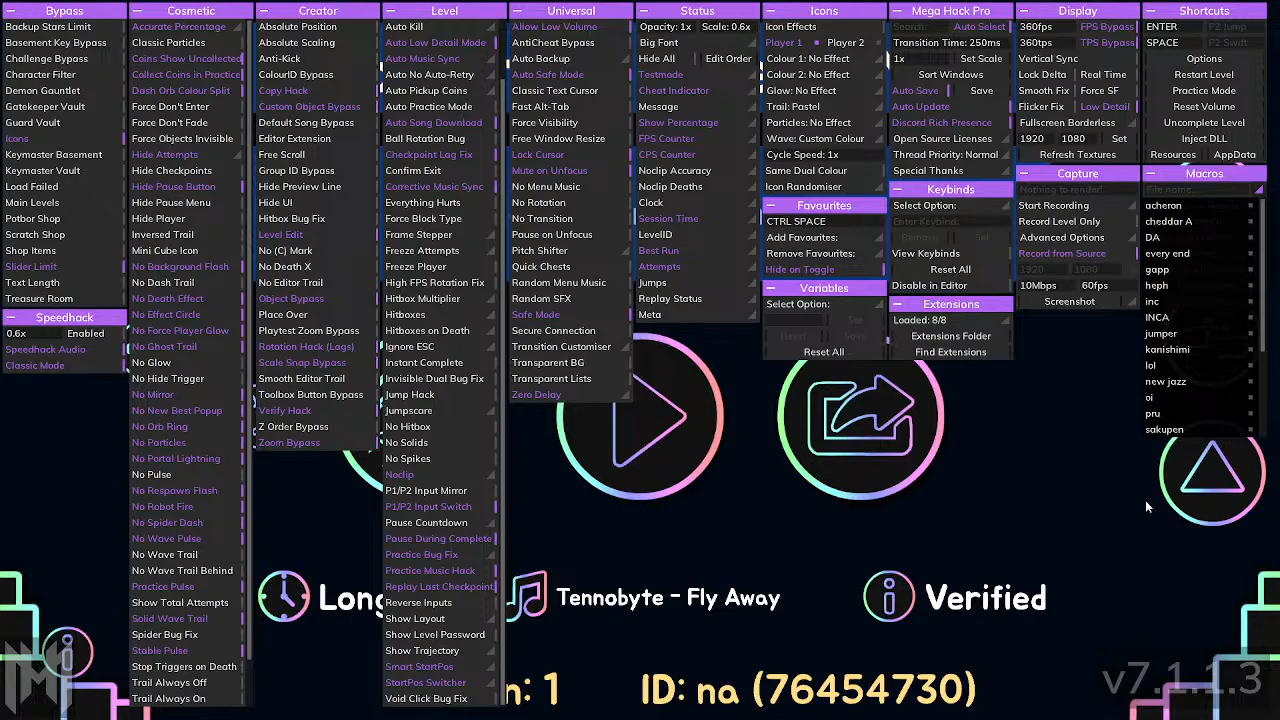 Bypass
Backup Stars Limit
Basement Key Bypass
Challenge Bypass
Character Filter
Demon Gauntlet
Gatekeeper Vault
Guard Vault
Icons
Keymaster Basement
Keymaster Vault
Load Failed
Main Levels
Potbor Shop
Scratch Shop
Shop Items
Slider Limit
Text Length
Treasure Room
Speedhack
0.6x Enabled
Speedhack Audio
Classic Mode
Cosmetic
Accurate Percentage
Classic Particles
Coins Show Uncollected
Collect Coins in Practice
Dash Orb Colour Split
Force Don't Enter
Force Don't Fade
Force Objects Invisible
Hide Attempts
Hide Checkpoints
Hide Pause Button
Hide Pause Menu
Hide Player
Inversed Trail
Mini Cube Icon
No Background Flash
No Dash Trail
No Death Effect
No Effect Circle
No Force Player Glow
No Ghost Trail
No Glow
No Hide Trigger
No Mirror
No New Best Popup
No Orb Ring
No Particles
No Portal Lightning
No Pulse
No Respawn Flash
No Robot Fire
No Spider Dash
No Wave Pulse
No Wave Trail
No Wave Trail Behind
Practice Pulse
Show Total Attempts
Solid Wave Trail
Spider Bug Fix
Stable Pulse
Stop Triggers on Death
Trail Always Off
Trail Always On
Creator
Absolute Position
Absolute Scaling
Anti-Kick
ColourID Bypass
Copy Hack
Custom Object Bypass
Default Song Bypass
Editor Extension
Free Scroll
Group ID Bypass
Hide Preview Line
Hide UI
Hitbox Bug Fix
Level Edit
No (C) Mark
No Death X
No Editor Trail
Object Bypass
Place Over
Playtest Zoom Bypass
Rotation Hack (Lags)
Scale Snap Bypass
Smooth Editor Trail
Toolbox Button Bypass
Verify Hack
Z Order Bypass
Zoom Bypass
Level
Auto Kill
Auto Low Detail Mode
Auto Music Sync
Auto No Auto-Retry
Auto Pickup Coins
Auto Practice Mode
Auto Song Download
Ball Rotation Bug
Checkpoint Lag Fix
Confirm Exit
Corrective Music Sync
Everything Hurts
Force Block Type
Frame Stepper
Freeze Attempts
Freeze Player
High FPS Rotation Fix
Hitbox Multiplier
Hitboxes
Hitboxes on Death
Ignore ESC
Instant Complete
Invisible Dual Bug Fix
Jump Hack
Jumpscare
No Hitbox
No Solids
No Spikes
Noclip
P1/P2 Input Mirror
P1/P2 Input Switch
Pause Countdown
Pause During Complete
Practice Bug Fix
Practice Music Hack
Replay Last Checkpoint
Reverse Inputs
Show Layout
Show Level Password
Show Trajectory
Smart StartPos
StartPos Switcher
Void Click Bug Fix
Universal
Allow Low Volume
AntiCheat Bypass
Auto Backup
Auto Safe Mode
Classic Text Cursor
Fast Alt-Tab
Force Visibility
Free Window Resize
Lock Cursor
Mute on Unfocus
No Menu Music
No Rotation
No Transition
Pause on Unfocus
Pitch Shifter
Quick Chests
Random Menu Music
Random SFX
Safe Mode
Secure Connection
Transition Customiser
Transparent BG
Transparent Lists
Zero Delay
Status
Opacity: 1x Scale: 0.6x
Big Font
Hide All Edit Order
Testmode
Cheat Indicator
Message
Show Percentage
FPS Counter
CPS Counter
Noclip Accuracy
Noclip Deaths
Clock
Session Time
LevelID
Best Run
Attempts
Jumps
Replay Status
Meta
Icons
Icon Effects
Player 1 Player 2
Colour 1: No Effect
Colour 2: No Effect
Glow: No Effect
Trail: Pastel
Particles: No Effect
Wave: Custom Colour
Cycle Speed: 1x
Same Dual Colour
Icon Randomiser
Favourites
CTRL SPACE
Add Favourites:
Remove Favourites:
Hide on Toggle
Variables
Select Option:
Set
Reset Save
Reset All
Mega Hack Pro
Search: Auto Select
Transition Time: 250ms
1x Set Scale
Sort Windows
Auto Save Save
Auto Update
Discord Rich Presence
Open Source Licenses
Thread Priority: Normal
Special Thanks
Keybinds
Select Option:
Enter Keybind:
Remove Set
View Keybinds
Reset All
Disable in Editor
Extensions
Loaded: 8/8
Extensions Folder
Find Extensions
Display
360fps FPS Bypass
360tps TPS Bypass
Vertical Sync
Lock Delta Real Time
Smooth Fix Force SF
Flicker Fix Low Detail
Fullscreen Borderless
1920 1080 Set
Refresh Textures
Capture
Nothing to render!
Start Recording
Record Level Only
Advanced Options
Record from Source
1920 1080
10Mbps 60fps
Screenshot
Shortcuts
ENTER P2 Jump
SPACE P2 Swift
Options
Restart Level
Practice Mode
Reset Volume
Uncomplete Level
Inject DLL
Resources AppData
Macros
File name...
acheron
cheddar A
DA
every end
gapp
heph
inc
INCA
jumper
kanishimi
lol
new jazz
oi
pru
sakupen
Long
Tennobyte - Fly Away
Verified
n: 1
ID: na (76454730)
v7.1.1.3